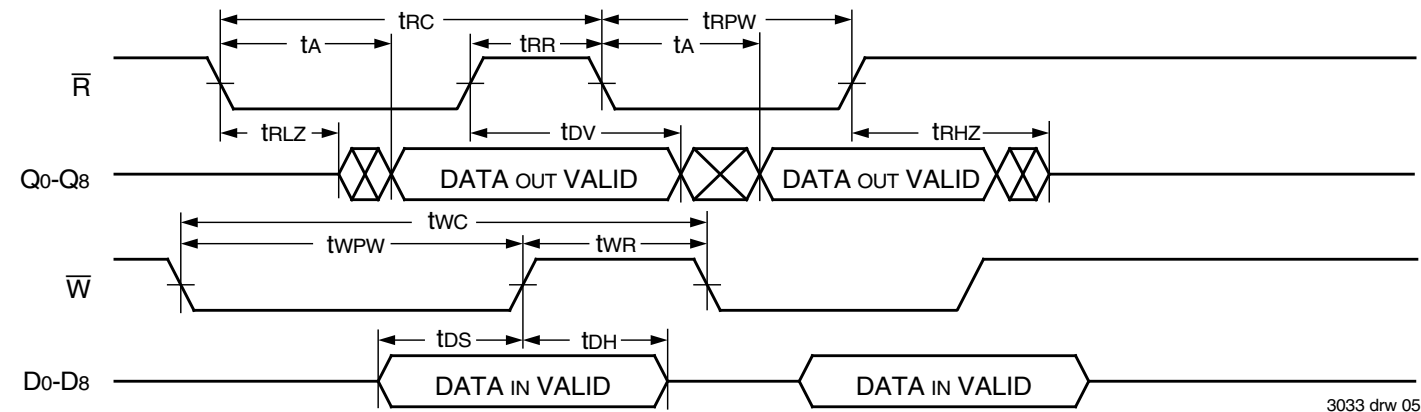 tRC
tRPW
tA
tRR
tA
R̅
tRLZ
tDV
tRHZ
Q0-Q8
DATA OUT VALID
DATA OUT VALID
tWC
tWPW
tWR
W̅
tDS
tDH
D0-D8
DATA IN VALID
DATA IN VALID
3033 drw 05